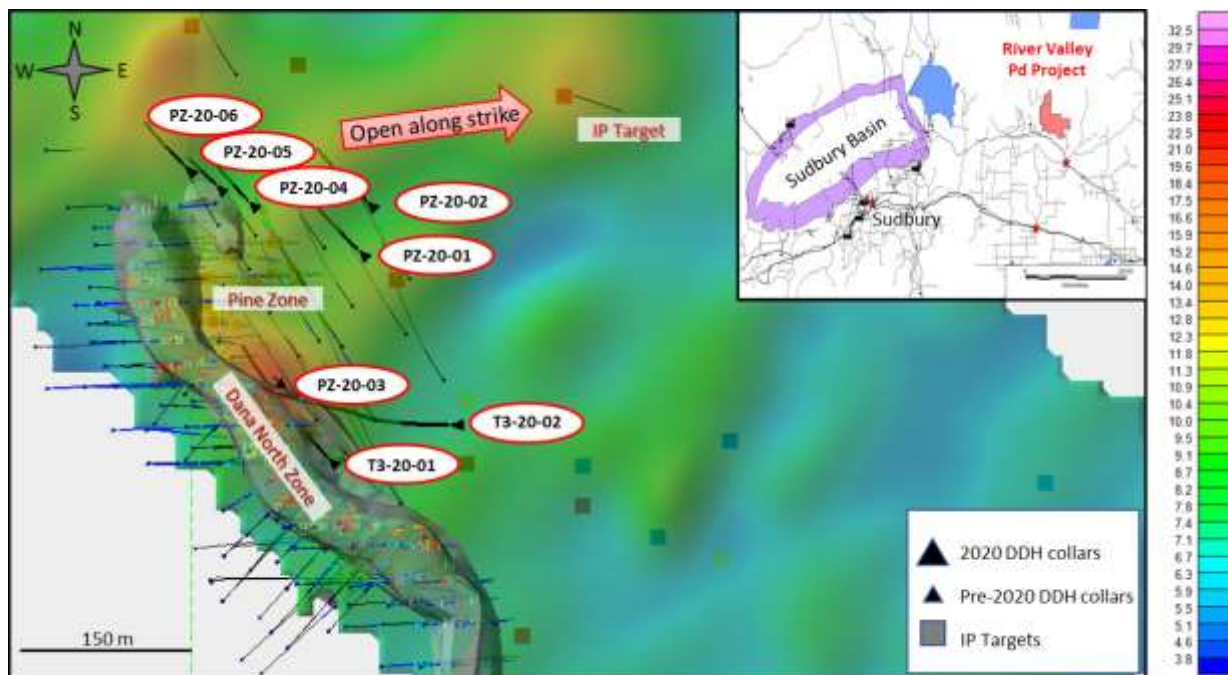 N
W
E
S
PZ-20-06
PZ-20-05
PZ-20-04
PZ-20-02
PZ-20-01
Open along strike
IP Target
Pine Zone
PZ-20-03
T3-20-02
T3-20-01
Dana North Zone
150 m
River Valley
Pd Project
Sudbury Basin
Sudbury
2020 DDH collars
Pre-2020 DDH collars
IP Targets
32.5
29.7
27.9
26.4
25.1
23.8
22.5
21.0
19.6
18.4
17.5
16.6
15.9
15.2
14.6
14.0
13.4
12.8
12.3
11.8
11.3
10.9
10.4
10.0
9.5
9.1
8.7
8.2
7.8
7.4
7.1
6.7
6.3
5.9
5.5
5.1
4.6
3.8